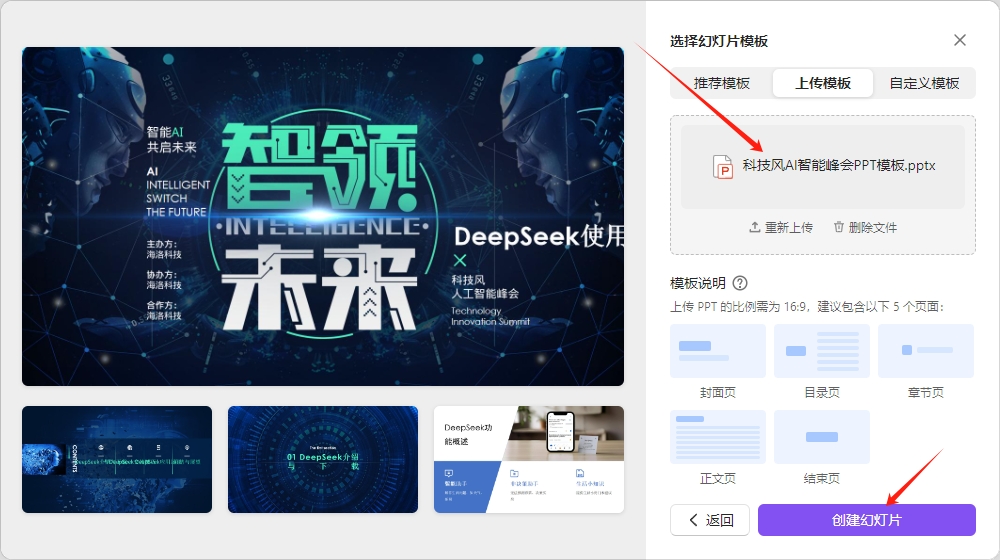 智能AI
共启未来
AI
INTELLIGENT
SWITCH
THE FUTURE
主办方：
海洛科技
协办方：
海洛科技
合作方：
海洛科技
智领
INTELLIGENCE
未来
DeepSeek使用
科技风
人工智能峰会
Technology
Innovation Summit
CONTENTS
01 DeepSeek介绍
与下载
DeepSeek功
能概述
选择幻灯片模板
推荐模板
上传模板
自定义模板
科技风AI智能峰会PPT模板.pptx
重新上传
删除文件
模板说明
上传 PPT 的比例需为 16:9，建议包含以下 5 个页面：
封面页
目录页
章节页
正文页
结束页
返回
创建幻灯片